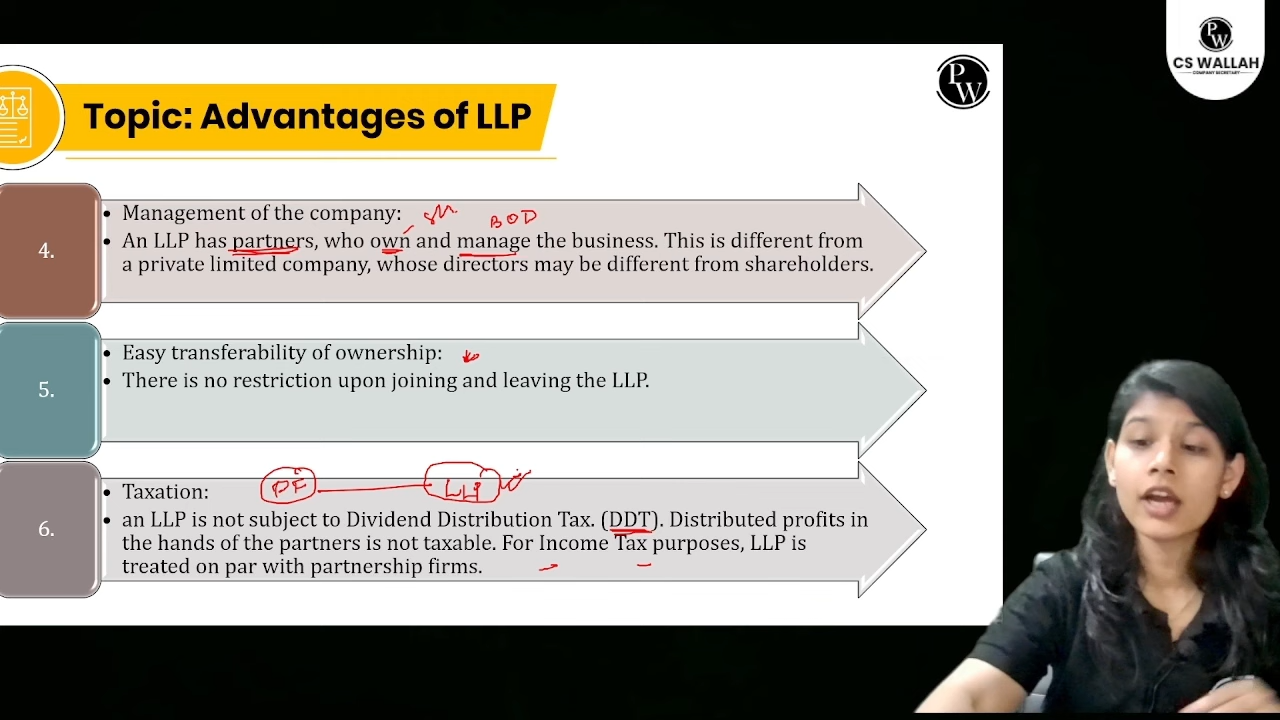 PW
CS WALLAH
COMPANY SECRETARY
PW
Topic: Advantages of LLP
4.
• Management of the company:
BOD
• An LLP has partners, who own and manage the business. This is different from
a private limited company, whose directors may be different from shareholders.
5.
• Easy transferability of ownership:
• There is no restriction upon joining and leaving the LLP.
6.
• Taxation:
PF
LLP
• an LLP is not subject to Dividend Distribution Tax. (DDT). Distributed profits in
the hands of the partners is not taxable. For Income Tax purposes, LLP is
treated on par with partnership firms.